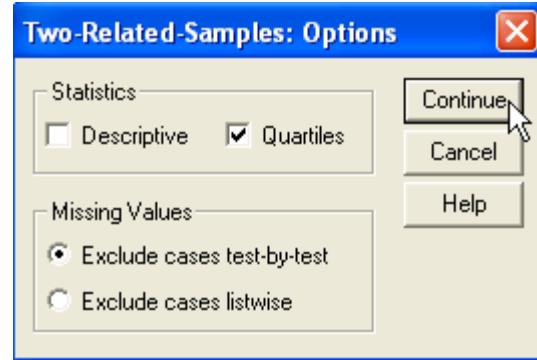 Two-Related-Samples: Options
Statistics
Descriptive Quartiles
Missing Values
Exclude cases test-by-test
Exclude cases listwise
Continue
Cancel
Help